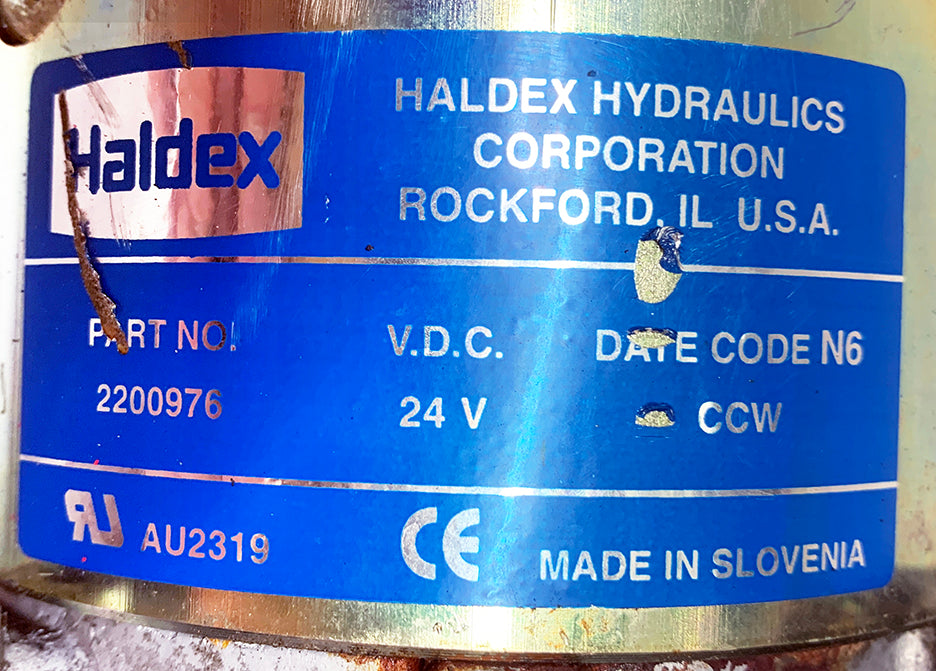 Haldex
HALDEX HYDRAULICS
CORPORATION
ROCKFORD, IL U.S.A.
PART NO. V.D.C. DATE CODE N6
2200976 24 V CCW
RU AU2319 CE MADE IN SLOVENIA